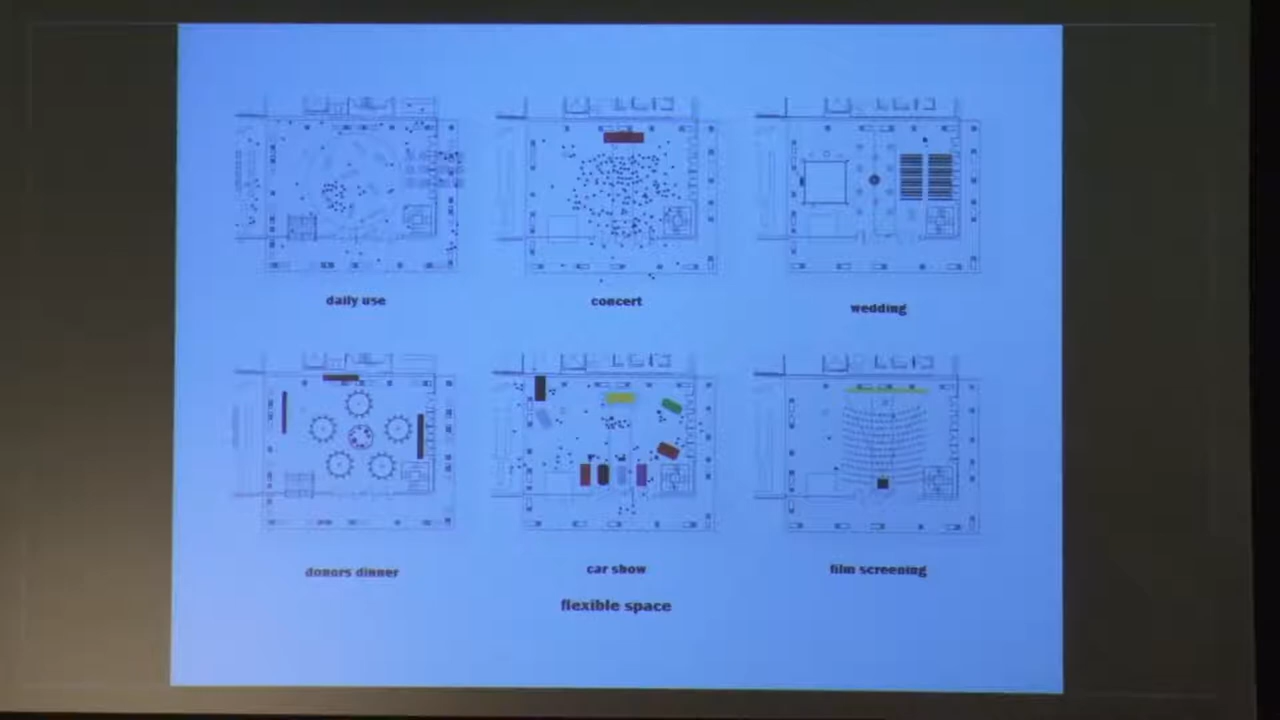 daily use
concert
wedding
donors dinner
car show
film screening
flexible space